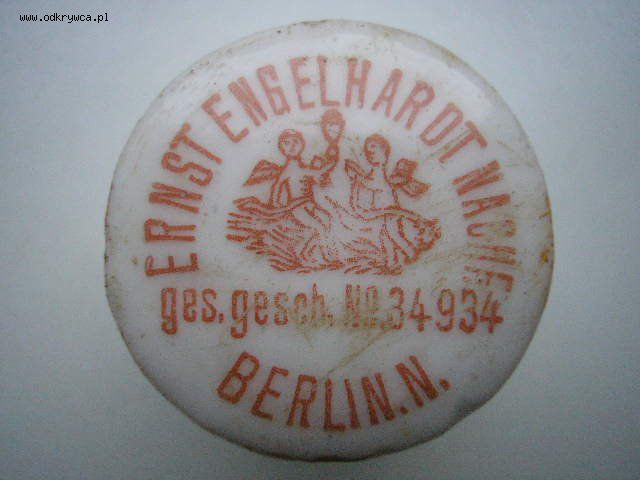 www.odkrywca.pl
ERNST ENGELHARDT NACHF
ges. gesch. No. 34934
BERLIN. N.